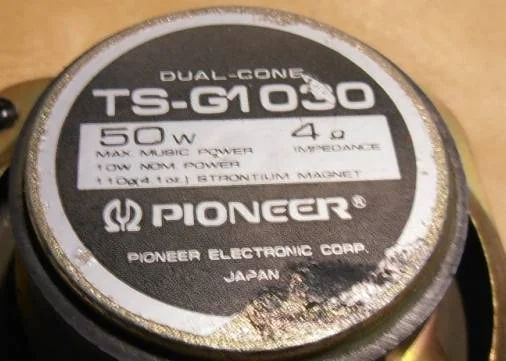 DUAL-CONE
TS-G1030
50W 4Ω
MAX. MUSIC POWER IMPEDANCE
10W NOM. POWER
110g(4.1oz.) STRONTIUM MAGNET
PIONEER®
PIONEER ELECTRONIC CORP.
JAPAN